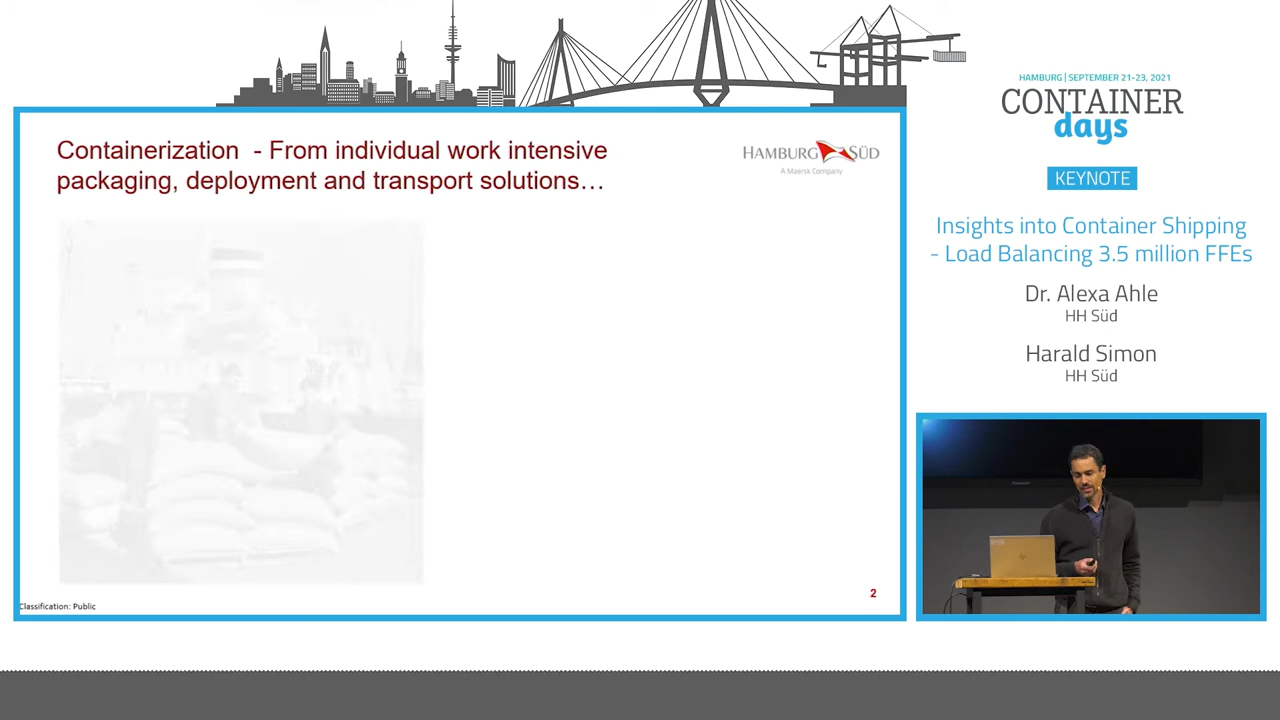 HAMBURG | SEPTEMBER 21-23, 2021
CONTAINER
days
KEYNOTE
Insights into Container Shipping
- Load Balancing 3.5 million FFEs
Dr. Alexa Ahle
HH Süd
Harald Simon
HH Süd
Containerization - From individual work intensive
packaging, deployment and transport solutions…
HAMBURG SÜD
A Maersk Company
Classification: Public
2